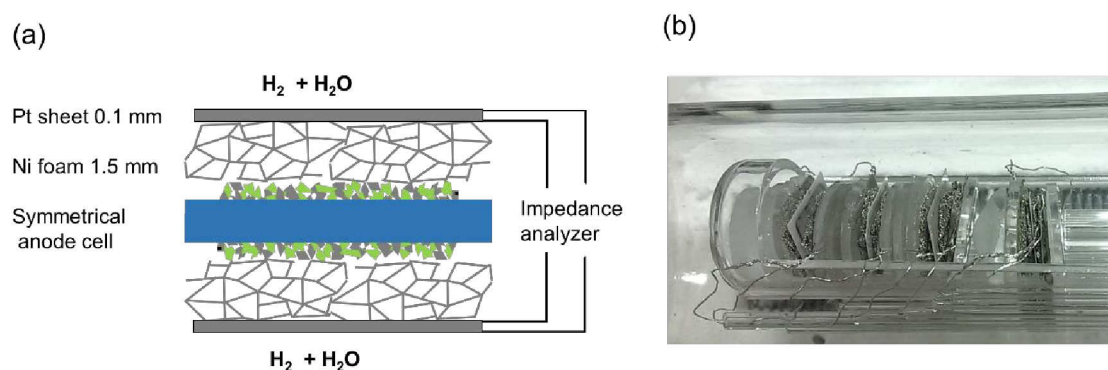 (a)
H₂ + H₂O
Pt sheet 0.1 mm
Ni foam 1.5 mm
Symmetrical
anode cell
Impedance
analyzer
H₂ + H₂O
(b)